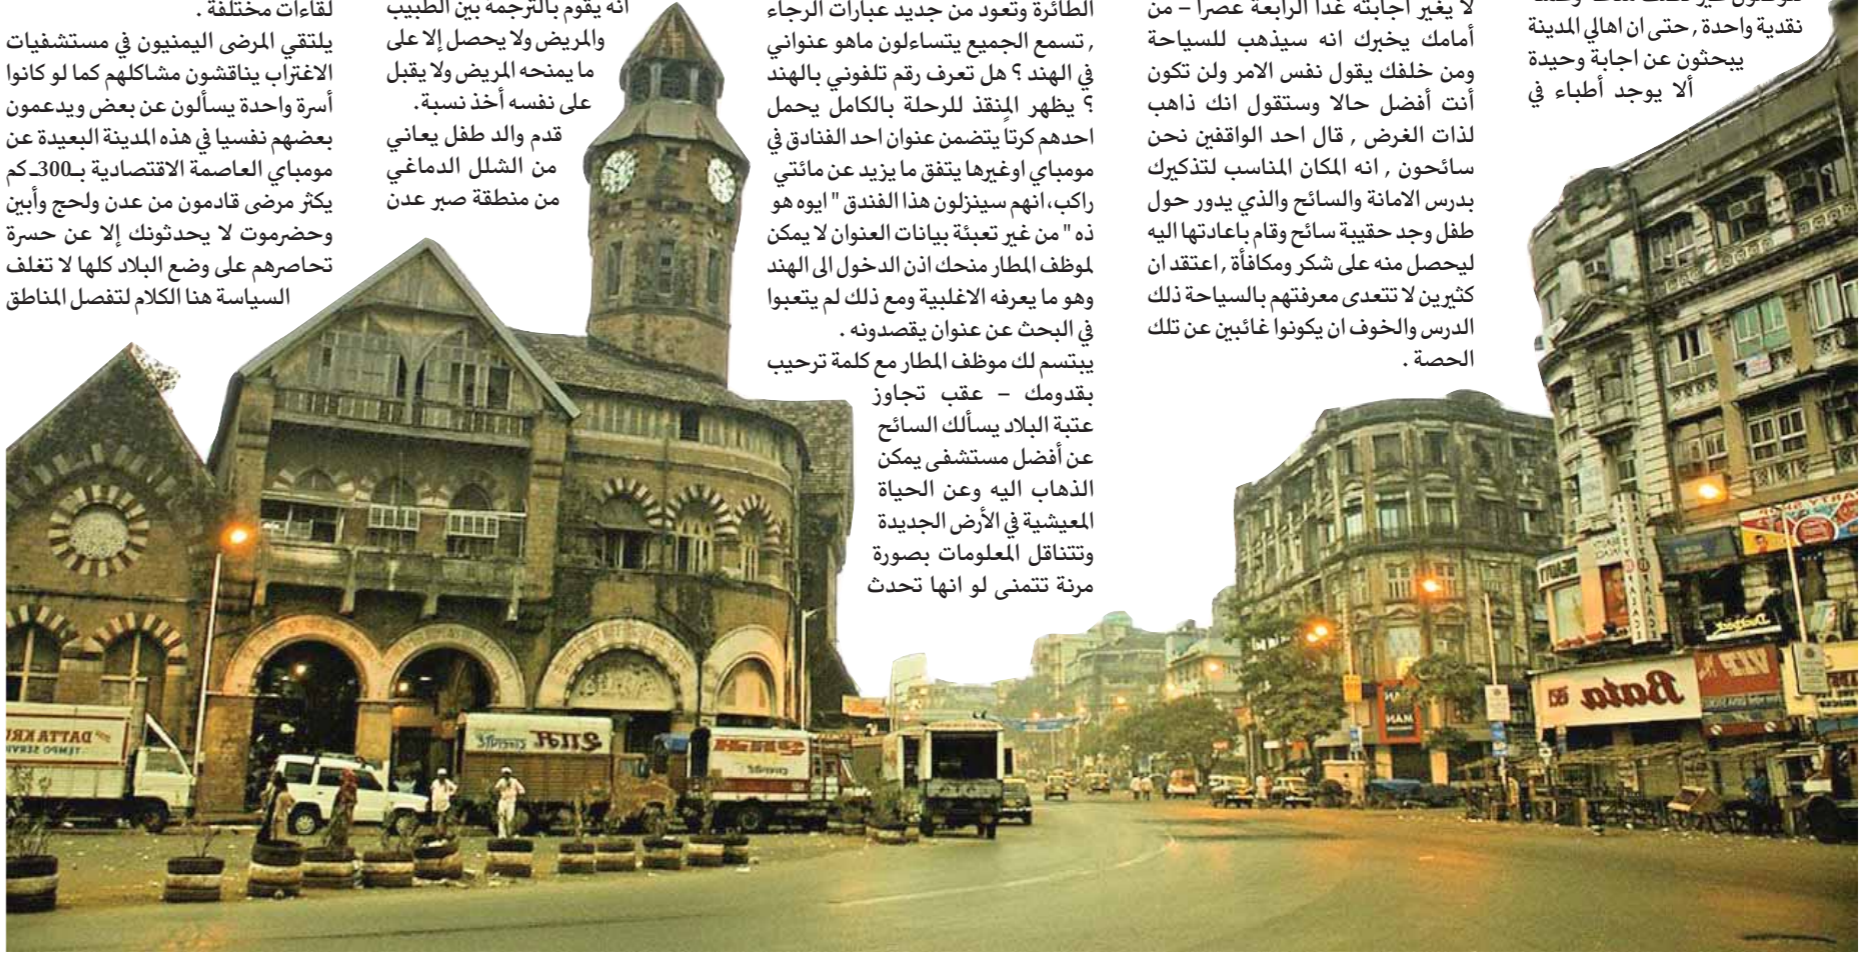 نقدية واحدة , حتى ان اهالي المدينة
يبحثون عن اجابة وحيدة
ألا يوجد أطباء في
لا يغير اجابته غدا الرابعة عصرا – من
أمامك يخبرك انه سيذهب للسياحة
ومن خلفك يقول نفس الامر ولن تكون
أنت أفضل حالا وستقول انك ذاهب
لذات الغرض , قال احد الواقفين نحن
سائحون , انه المكان المناسب لتذكيرك
بدرس الامانة والسائح والذي يدور حول
طفل وجد حقيبة سائح وقام باعادتها اليه
ليحصل منه على شكر ومكافأة , اعتقد ان
كثيرين لا تتعدى معرفتهم بالسياحة ذلك
الدرس والخوف ان يكونوا غائبين عن تلك
الحصة .
الطائرة وتعود من جديد عبارات الرجاء
, تسمع الجميع يتساءلون ماهو عنواني
في الهند ؟ هل تعرف رقم تلفوني بالهند
؟ يظهر المنقذ للرحلة بالكامل يحمل
احدهم كرتاً يتضمن عنوان احد الفنادق في
مومباي اوغيرها يتفق ما يزيد عن مائتي
راكب، انهم سينزلون هذا الفندق " ايوه هو
ذه " من غير تعبئة بيانات العنوان لا يمكن
لموظف المطار منحك اذن الدخول الى الهند
وهو ما يعرفه الاغلبية ومع ذلك لم يتعبوا
في البحث عن عنوان يقصدونه .
يبتسم لك موظف المطار مع كلمة ترحيب
بقدومك – عقب تجاوز
عتبة البلاد يسألك السائح
عن أفضل مستشفى يمكن
الذهاب اليه وعن الحياة
المعيشية في الأرض الجديدة
وتتناقل المعلومات بصورة
مرنة تتمنى لو انها تحدث
انه يقوم بالترجمة بين الطبيب
والمريض ولا يحصل إلا على
ما يمنحه المريض ولا يقبل
على نفسه أخذ نسبة.
قدم والد طفل يعاني
من الشلل الدماغي
من منطقة صبر عدن
لقاءات مختلفة .
يلتقي المرضى اليمنيون في مستشفيات
الاغتراب يناقشون مشاكلهم كما لو كانوا
أسرة واحدة يسألون عن بعض ويدعمون
بعضهم نفسيا في هذه المدينة البعيدة عن
مومباي العاصمة الاقتصادية بـ300ـ كم
يكثر مرضى قادمون من عدن ولحج وأبين
وحضرموت لا يحدثونك إلا عن حسرة
تحاصرهم على وضع البلاد كلها لا تغلف
السياسة هنا الكلام لتفصل المناطق
DATTA KRU
TEMPO SERVI
Bata
VIP
MAN